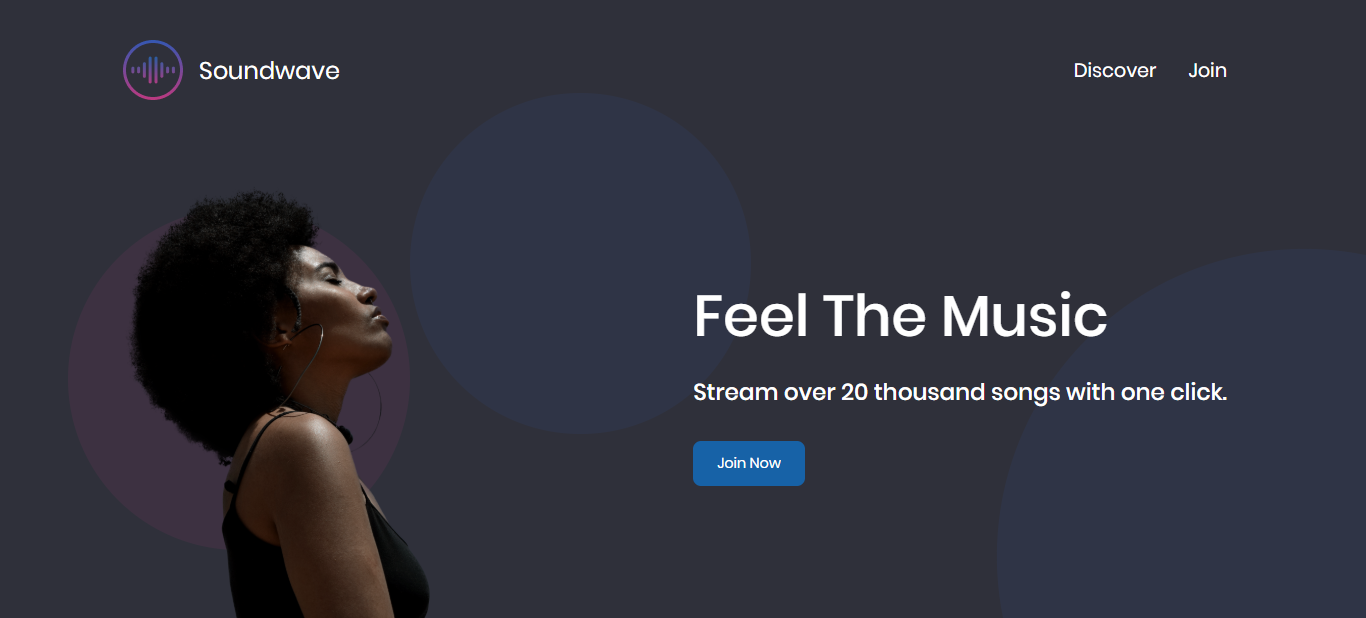 Soundwave
Discover Join
Feel The Music
Stream over 20 thousand songs with one click.
Join Now